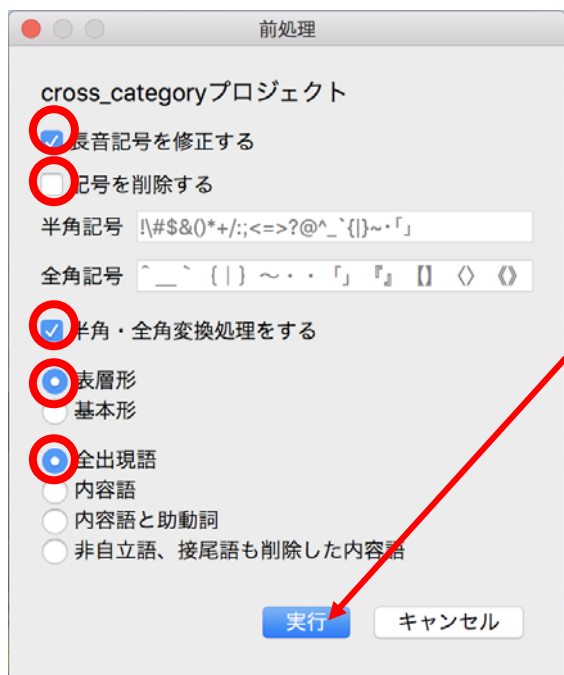 前処理
cross_categoryプロジェクト
長音記号を修正する
記号を削除する
半角記号 !\#$&()*+/:;<=>?@^_`{|}~・「」
全角記号 ＾＿｀｛｜｝～・・「」『』【】〈〉《》
半角・全角変換処理をする
表層形
基本形
全出現語
内容語
内容語と助動詞
非自立語、接尾語も削除した内容語
実行 キャンセル